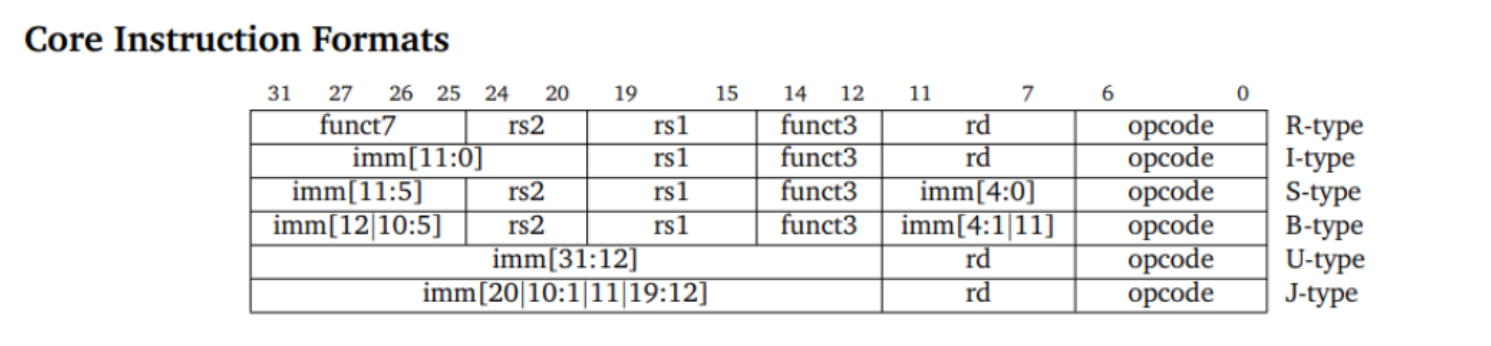 Core Instruction Formats
31 27 26 25 24 20 19 15 14 12 11 7 6 0
funct7 rs2 rs1 funct3 rd opcode R-type
imm[11:0] rs1 funct3 rd opcode I-type
imm[11:5] rs2 rs1 funct3 imm[4:0] opcode S-type
imm[12|10:5] rs2 rs1 funct3 imm[4:1|11] opcode B-type
imm[31:12] rd opcode U-type
imm[20|10:1|11|19:12] rd opcode J-type